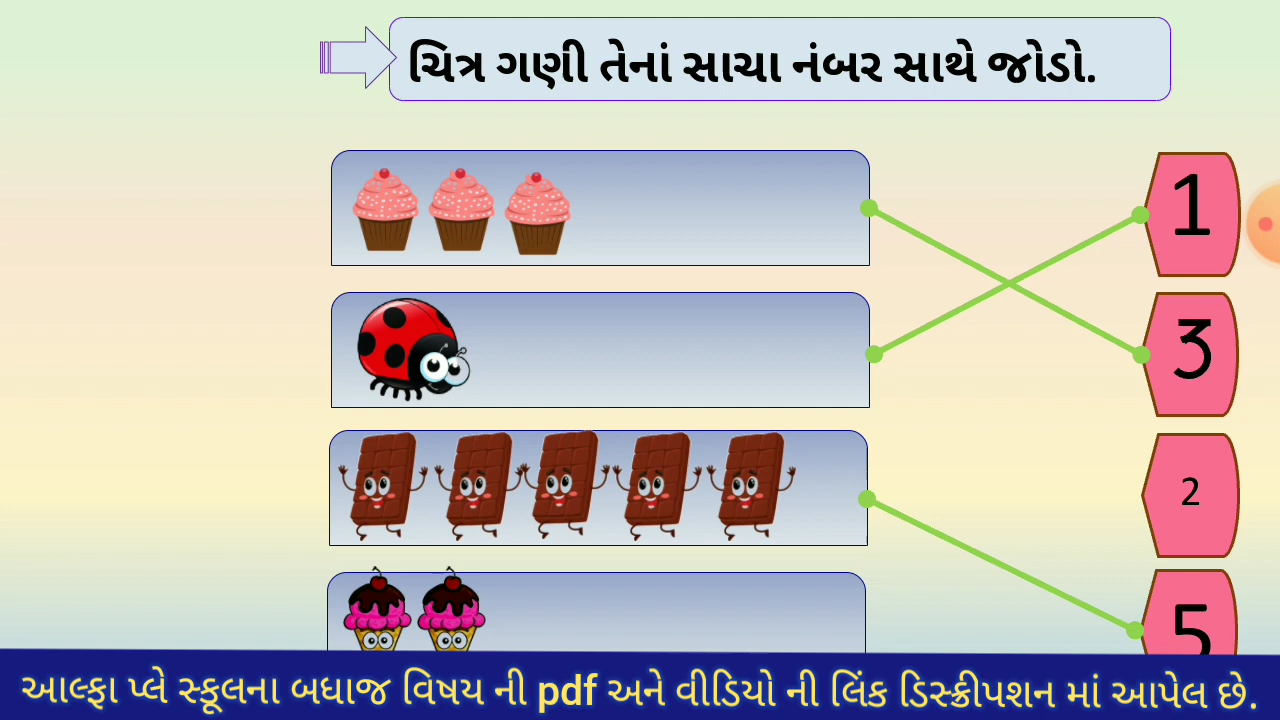 ચિત્ર ગણી તેનાં સાચા નંબર સાથે જોડો.
1
3
2
5
આલ્ફા પ્લે સ્કૂલના બધાજ વિષય ની pdf અને વીડિયો ની લિંક ડિસ્ક્રીપશન માં આપેલ છે.